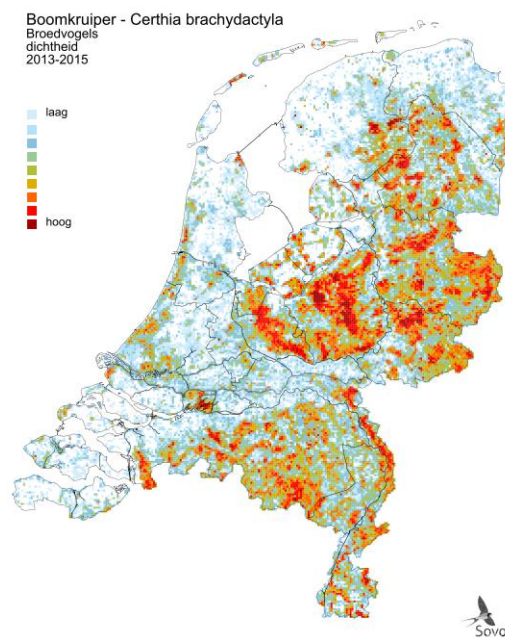 Boomkruiper - Certhia brachydactyla
Broedvogels
dichtheid
2013-2015
laag
hoog
Sovo